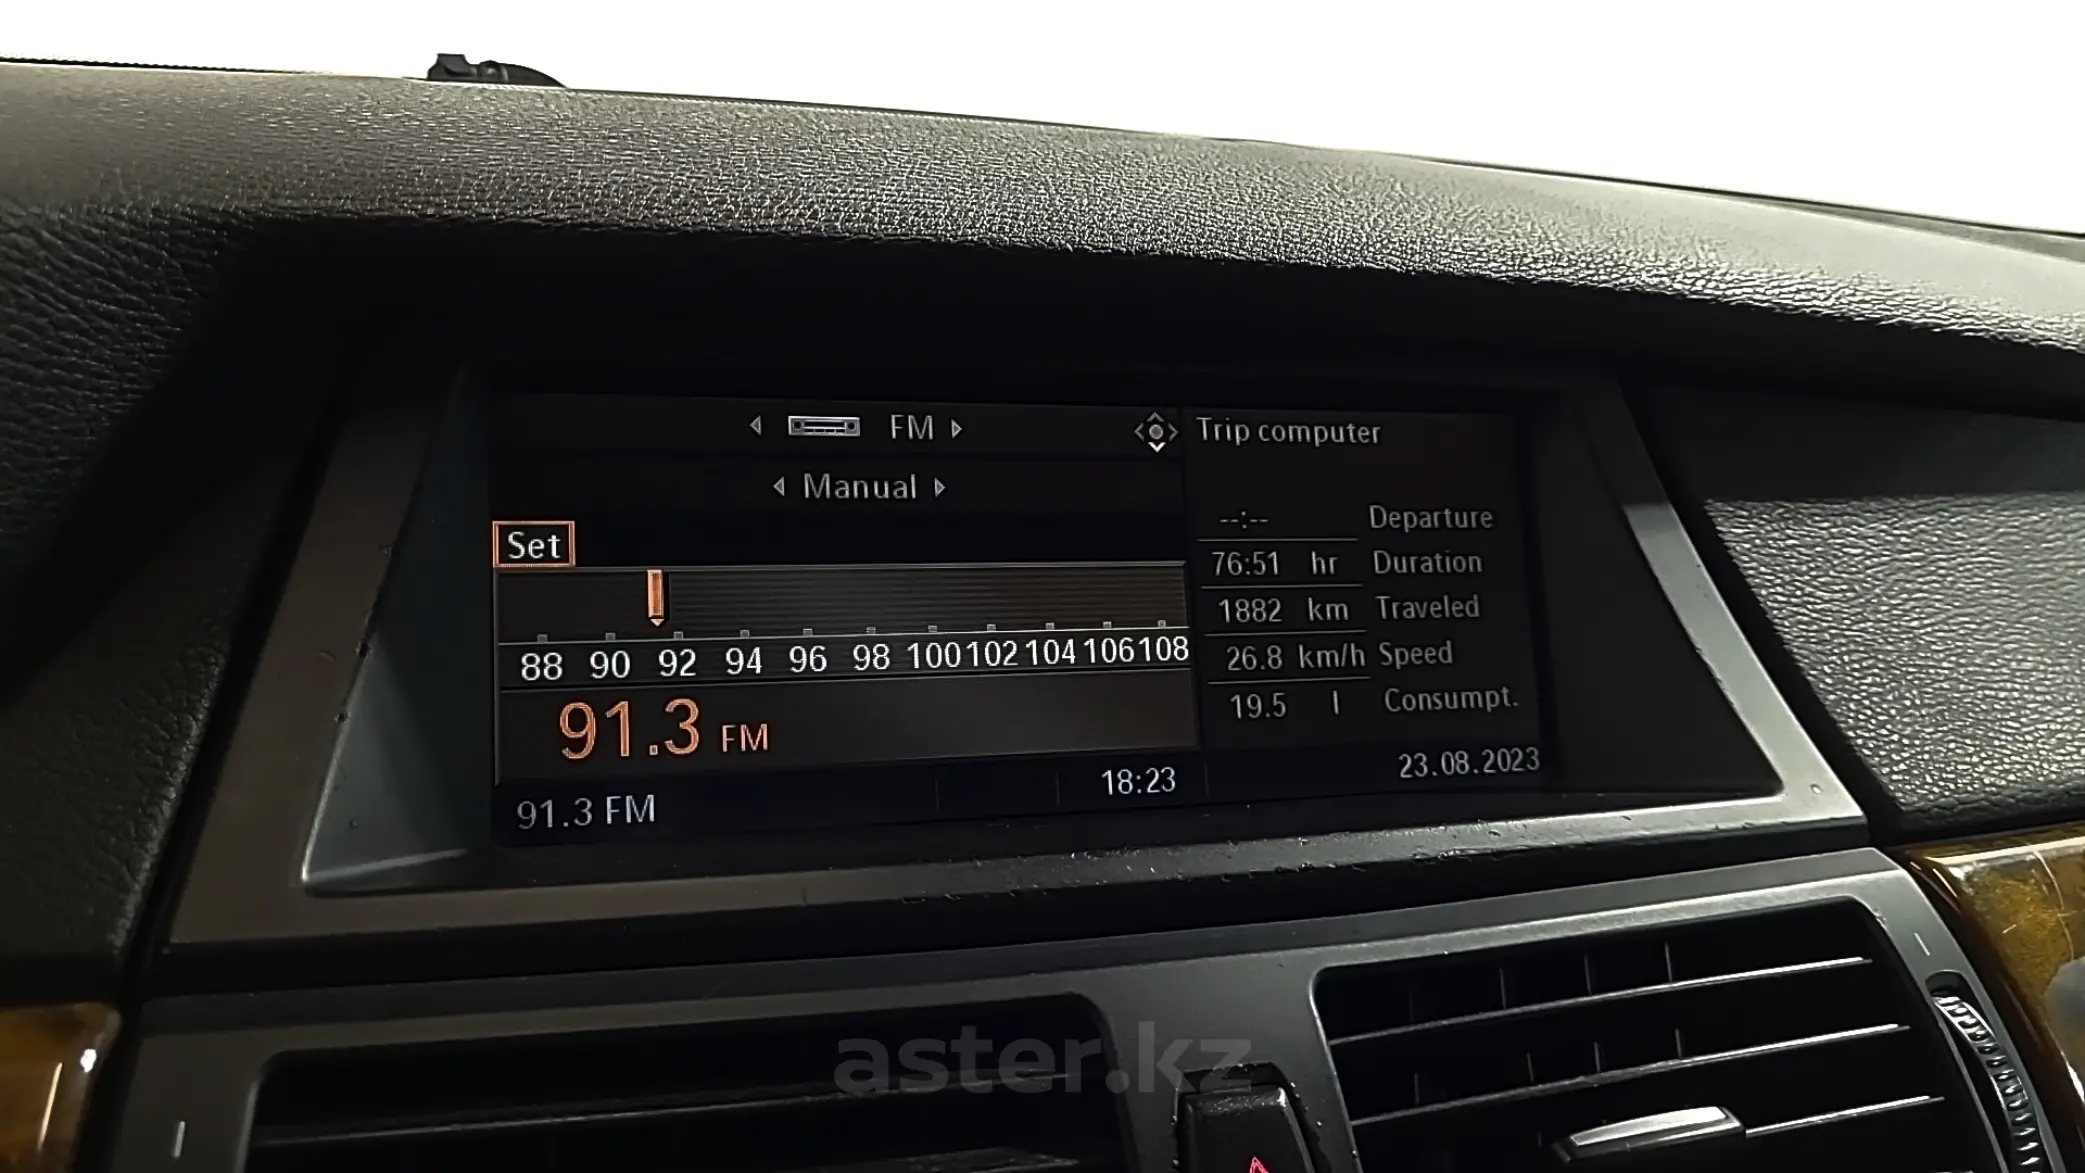 FM
Manual
Set
88 90 92 94 96 98 100 102 104 106 108
91.3 FM
91.3 FM
18:23
Trip computer
--:-- Departure
76:51 hr Duration
1882 km Traveled
26.8 km/h Speed
19.5 l Consumpt.
23.08.2023
aster.kz